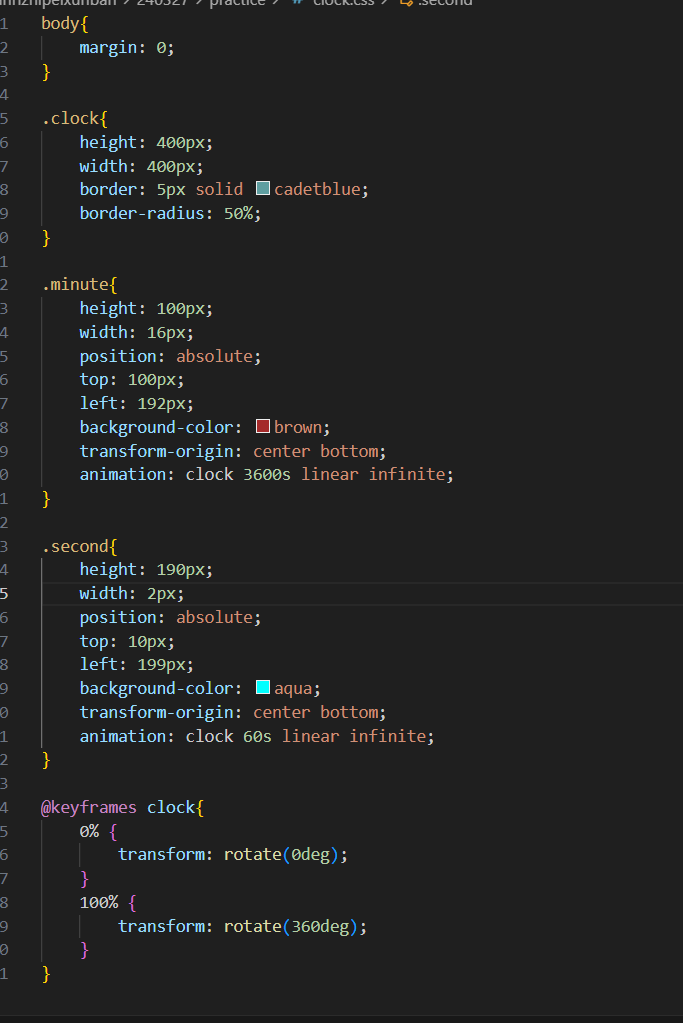 practice > # clock.css > .second
1 body{
2 margin: 0;
3 }
4
5 .clock{
6 height: 400px;
7 width: 400px;
8 border: 5px solid cadetblue;
9 border-radius: 50%;
0 }
1
2 .minute{
3 height: 100px;
4 width: 16px;
5 position: absolute;
6 top: 100px;
7 left: 192px;
8 background-color: brown;
9 transform-origin: center bottom;
0 animation: clock 3600s linear infinite;
1 }
2
3 .second{
4 height: 190px;
5 width: 2px;
6 position: absolute;
7 top: 10px;
8 left: 199px;
9 background-color: aqua;
0 transform-origin: center bottom;
1 animation: clock 60s linear infinite;
2 }
3
4 @keyframes clock{
5 0% {
6 transform: rotate(0deg);
7 }
8 100% {
9 transform: rotate(360deg);
0 }
1 }